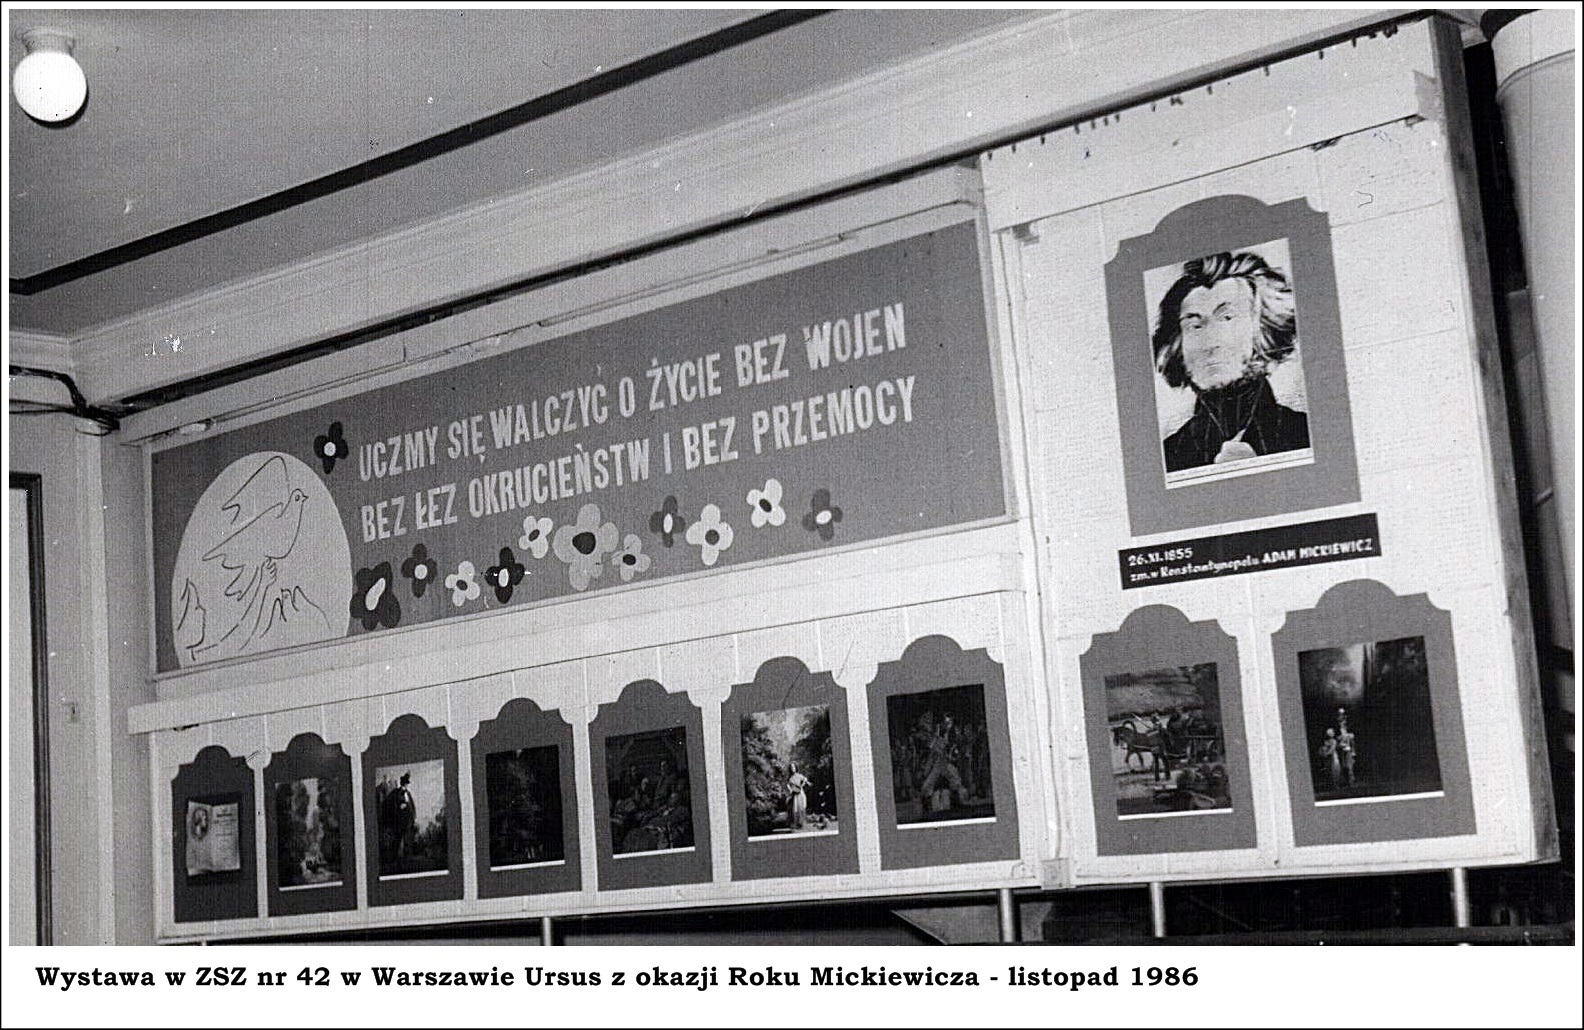 UCZMY SIĘ WALCZYĆ O ŻYCIE BEZ WOJEN
BEZ ŁEZ OKRUCIEŃSTW I BEZ PRZEMOCY
26.XI.1855
zm. w Konstantynopolu ADAM MICKIEWICZ
Wystawa w ZSZ nr 42 w Warszawie Ursus z okazji Roku Mickiewicza - listopad 1986